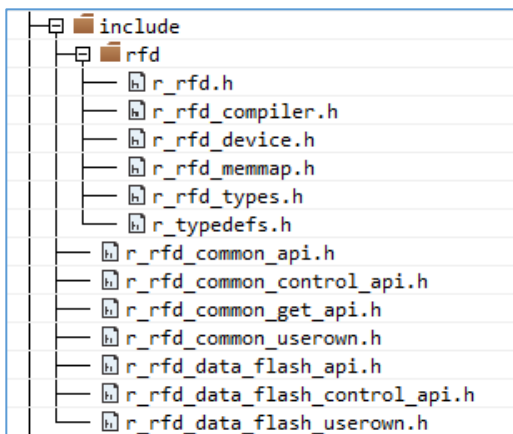 include
rfd
r_rfd.h
r_rfd_compiler.h
r_rfd_device.h
r_rfd_memmap.h
r_rfd_types.h
r_typedefs.h
r_rfd_common_api.h
r_rfd_common_control_api.h
r_rfd_common_get_api.h
r_rfd_common_userown.h
r_rfd_data_flash_api.h
r_rfd_data_flash_control_api.h
r_rfd_data_flash_userown.h